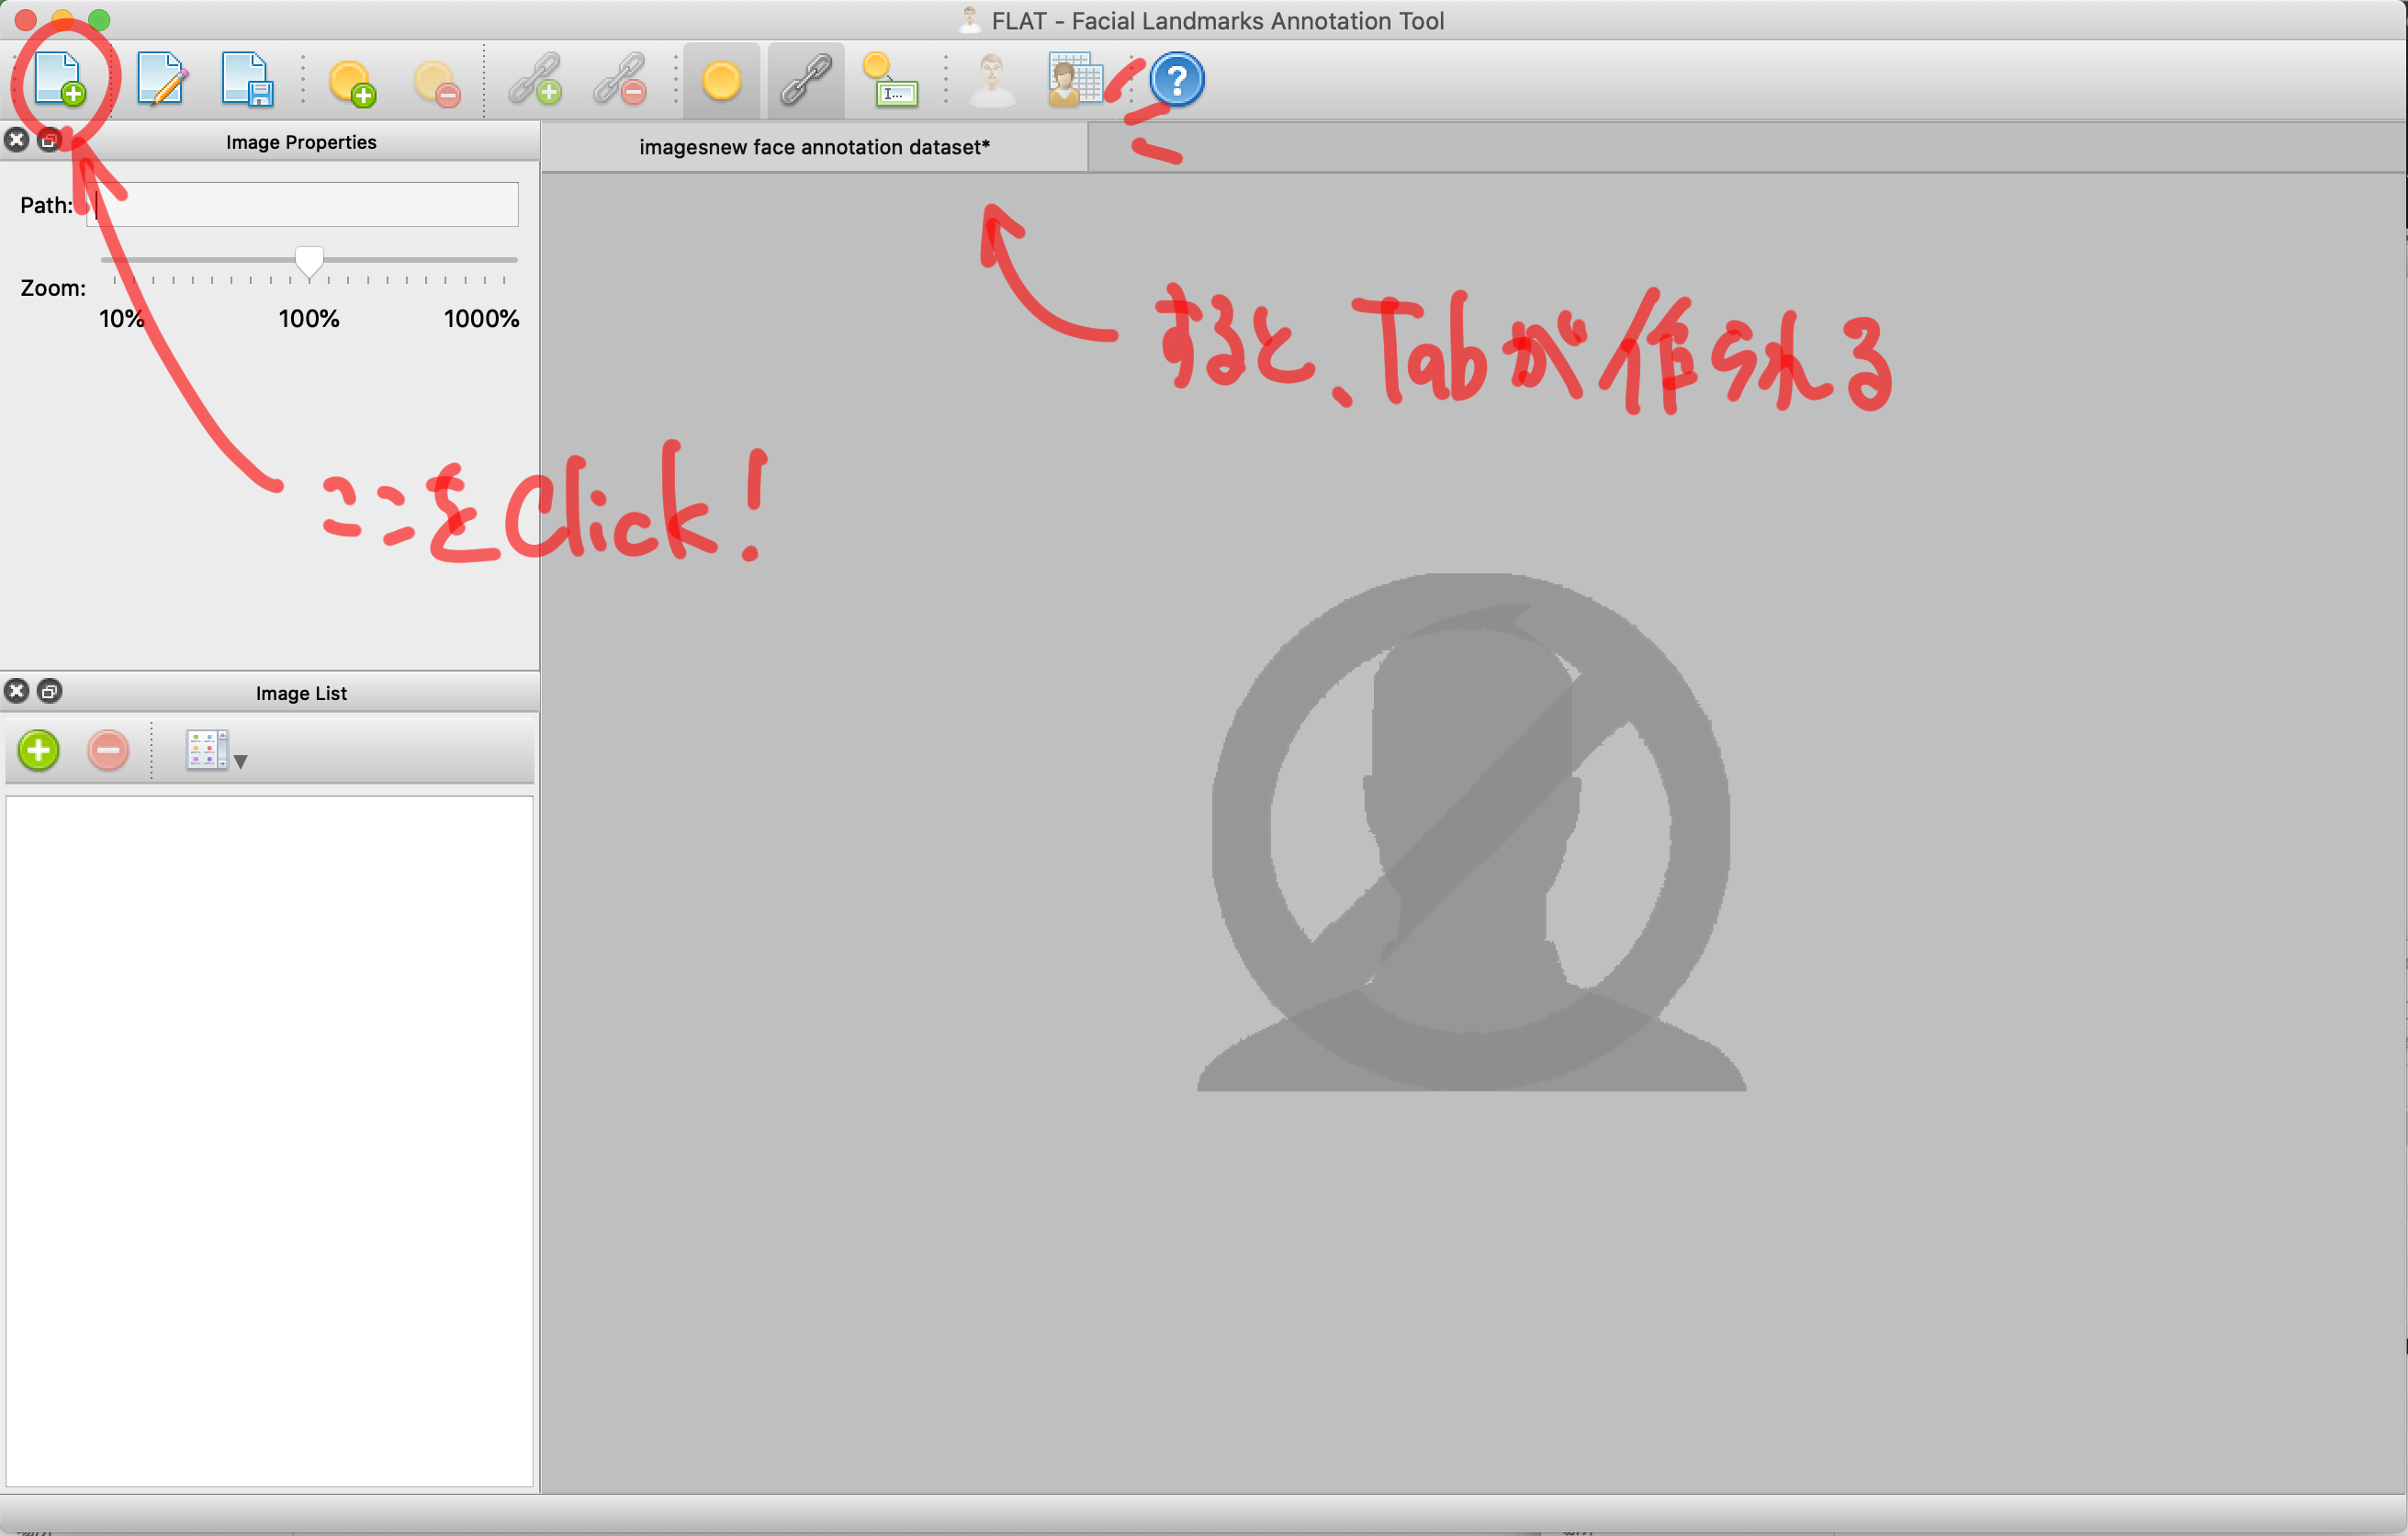 FLAT - Facial Landmarks Annotation Tool
I...
?
Image Properties
imagesnew face annotation dataset*
Path:
Zoom:
10% 100% 1000%
すると、Tabが作られる
ここをClick!
Image List